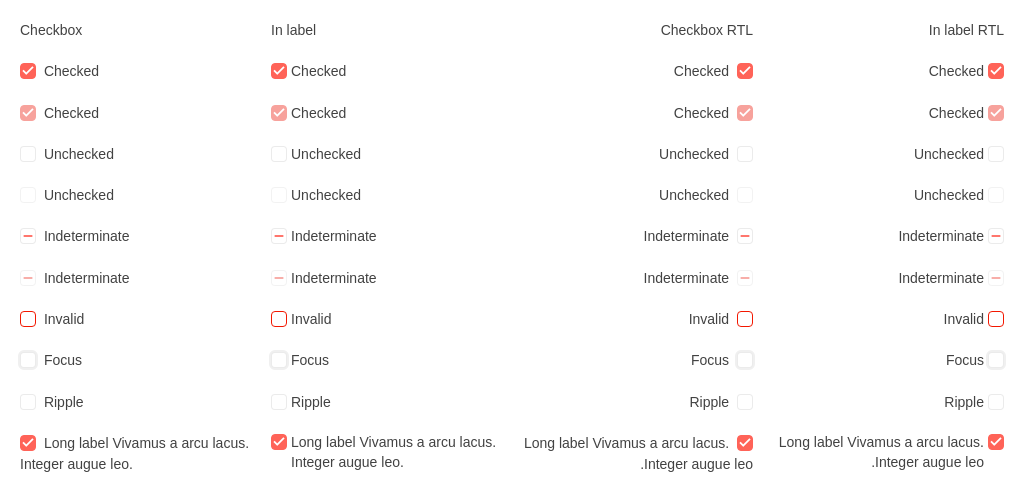 Checkbox In label Checkbox RTL In label RTL
Checked Checked Checked Checked
Checked Checked Checked Checked
Unchecked Unchecked Unchecked Unchecked
Unchecked Unchecked Unchecked Unchecked
Indeterminate Indeterminate Indeterminate Indeterminate
Indeterminate Indeterminate Indeterminate Indeterminate
Invalid Invalid Invalid Invalid
Focus Focus Focus Focus
Ripple Ripple Ripple Ripple
Long label Vivamus a arcu lacus. Long label Vivamus a arcu lacus. Long label Vivamus a arcu lacus. Long label Vivamus a arcu lacus.
Integer augue leo. Integer augue leo. .Integer augue leo .Integer augue leo